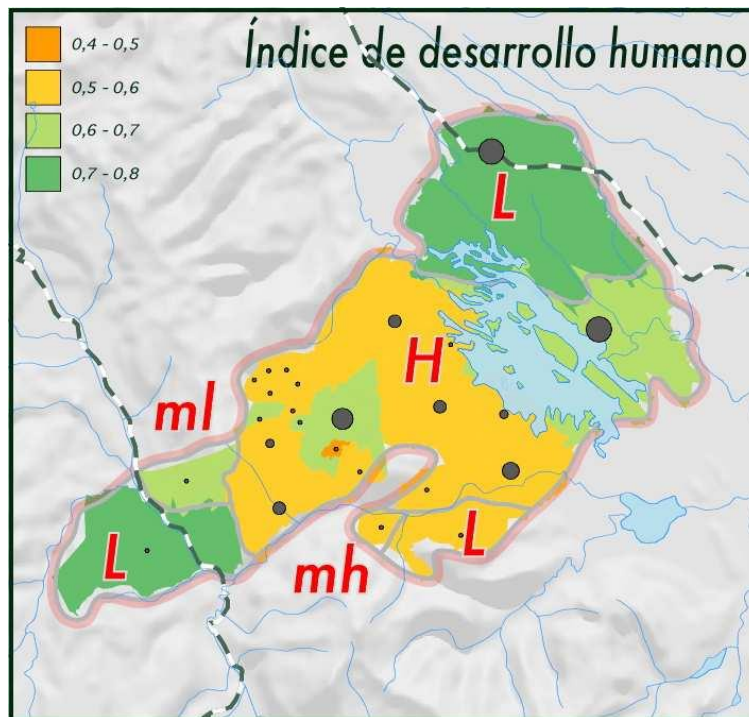 Índice de desarrollo humano
0,4 - 0,5
0,5 - 0,6
0,6 - 0,7
0,7 - 0,8
L
H
ml
L
L
mh